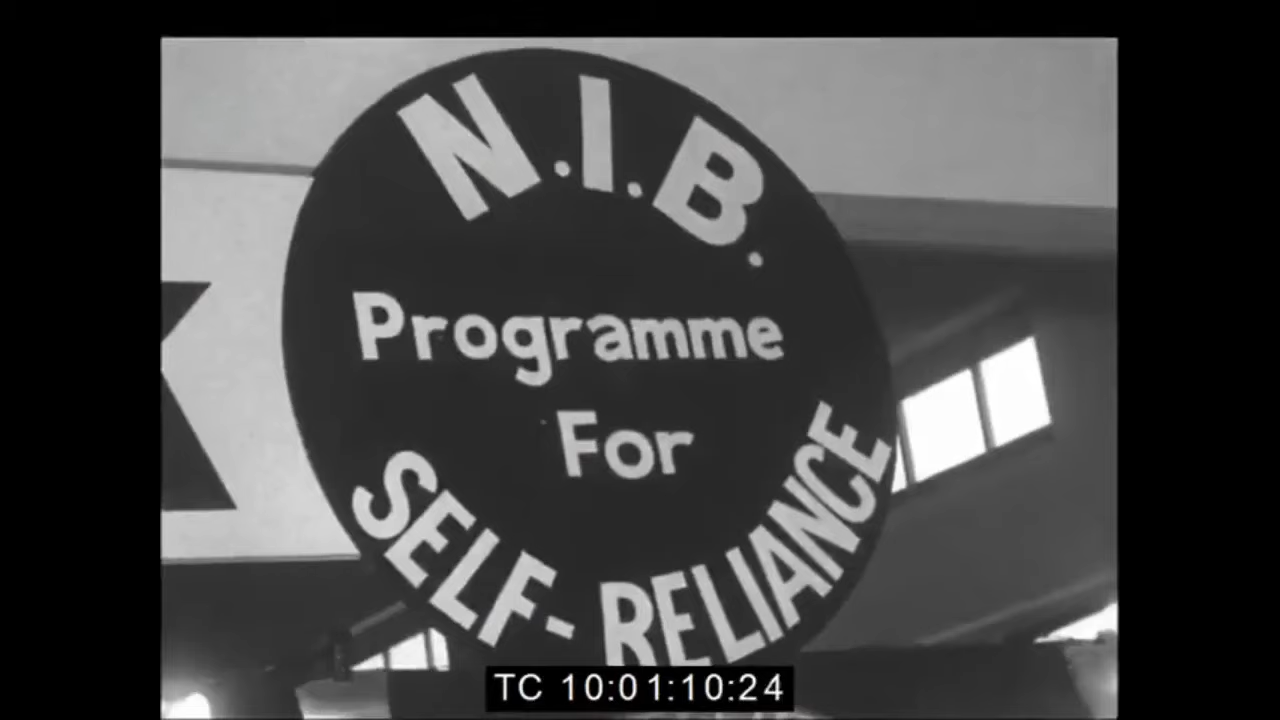 N.I.B.
Programme
For
SELF-RELIANCE
TC 10:01:10:24